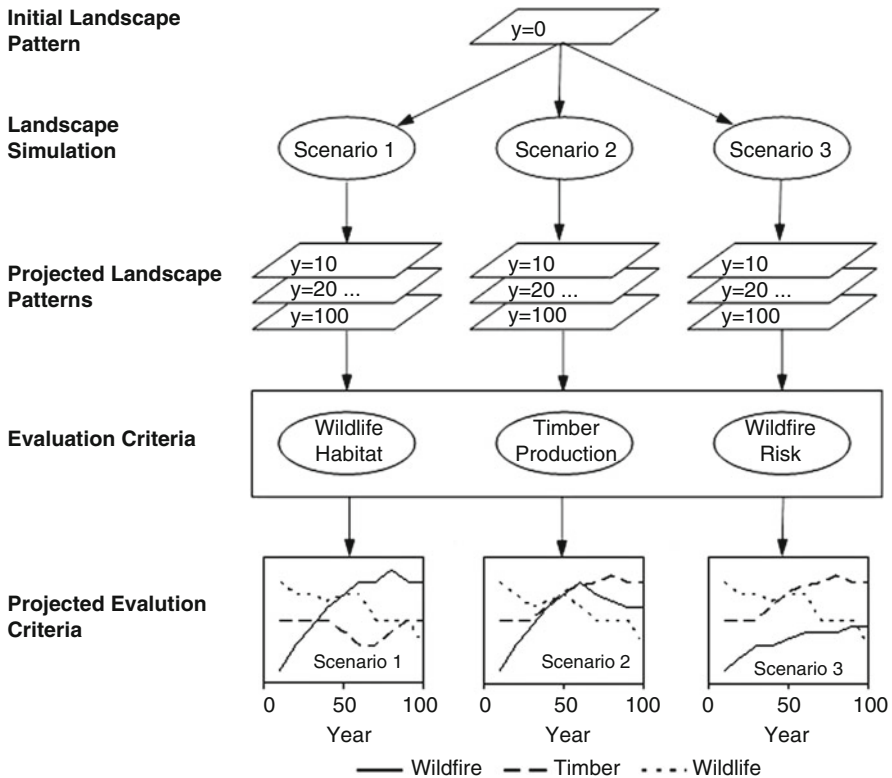 Initial Landscape
Pattern
y=0
Landscape
Simulation
Scenario 1
Scenario 2
Scenario 3
Projected Landscape
Patterns
y=10
y=20 ...
y=100
y=10
y=20 ...
y=100
y=10
y=20 ...
y=100
Evaluation Criteria
Wildlife
Habitat
Timber
Production
Wildfire
Risk
Projected Evalution
Criteria
Scenario 1
Scenario 2
Scenario 3
0 50 100
0 50 100
0 50 100
Year
Year
Year
Wildfire
Timber
Wildlife